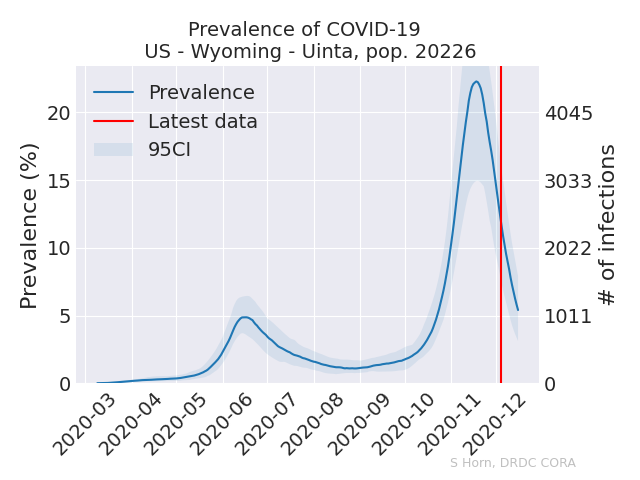 Prevalence of COVID-19
US - Wyoming - Uinta, pop. 20226
Prevalence
Latest data
95CI
Prevalence (%)
20
15
10
5
0
# of infections
4045
3033
2022
1011
0
2020-03
2020-04
2020-05
2020-06
2020-07
2020-08
2020-09
2020-10
2020-11
2020-12
S Horn, DRDC CORA